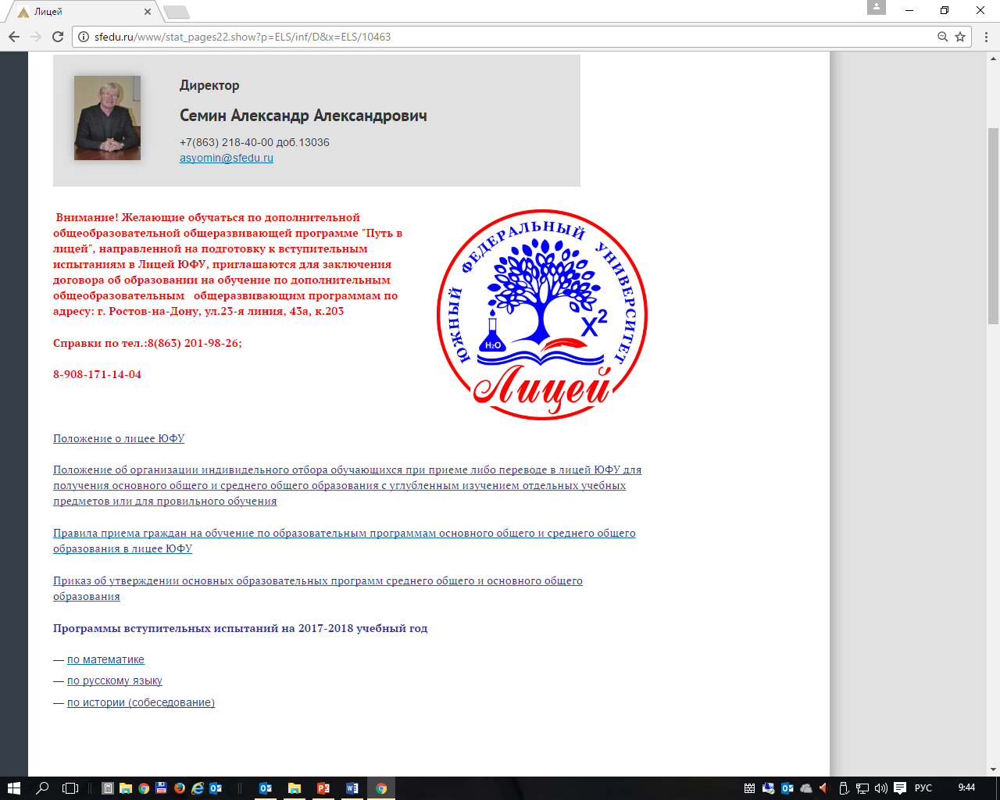 Лицей
sfedu.ru/www/stat_pages22.show?p=ELS/inf/D&x=ELS/10463
Директор
Семин Александр Александрович
+7(863) 218-40-00 доб.13036
asyomin@sfedu.ru
Внимание! Желающие обучаться по дополнительной
общеобразовательной общеразвивающей программе "Путь в
лицей", направленной на подготовку к вступительным
испытаниям в Лицей ЮФУ, приглашаются для заключения
договора об образовании на обучение по дополнительным
общеобразовательным общеразвивающим программам по
адресу: г. Ростов-на-Дону, ул.23-я линия, 43а, к.203
Справки по тел.:8(863) 201-98-26;
8-908-171-14-04
ЮЖНЫЙ ФЕДЕРАЛЬНЫЙ УНИВЕРСИТЕТ
X²
H₂O
Лицей
Положение о лицее ЮФУ
Положение об организации индивидельного отбора обучающихся при приеме либо переводе в лицей ЮФУ для
получения основного общего и среднего общего образования с углубленным изучением отдельных учебных
предметов или для провильного обучения
Правила приема граждан на обучение по образовательным программам основного общего и среднего общего
образования в лицее ЮФУ
Приказ об утверждении основных образовательных программ среднего общего и основного общего
образования
Программы вступительных испытаний на 2017-2018 учебный год
— по математике
— по русскому языку
— по истории (собеседование)
РУС
9:44